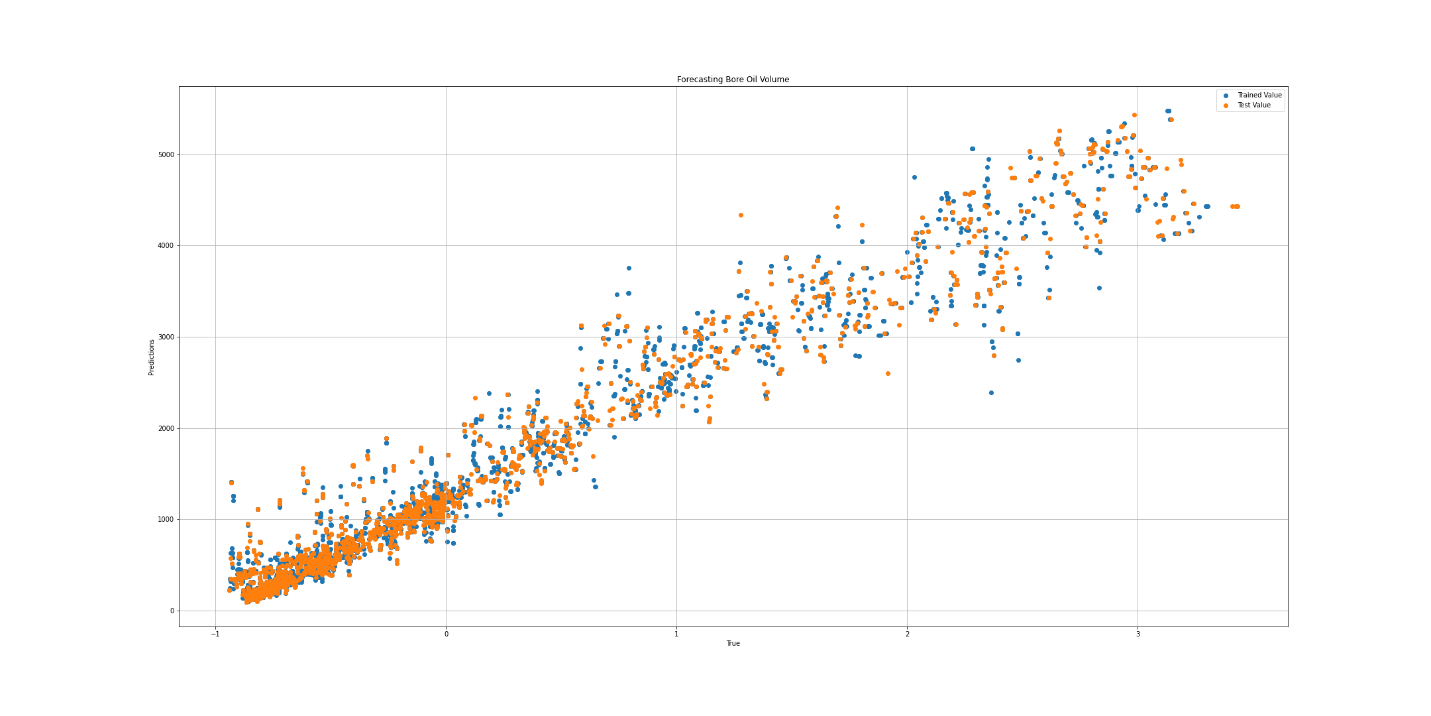 Forecasting Bore Oil Volume
Trained Value
Test Value
Predictions
5000
4000
3000
2000
1000
0
−1
0
1
2
3
True